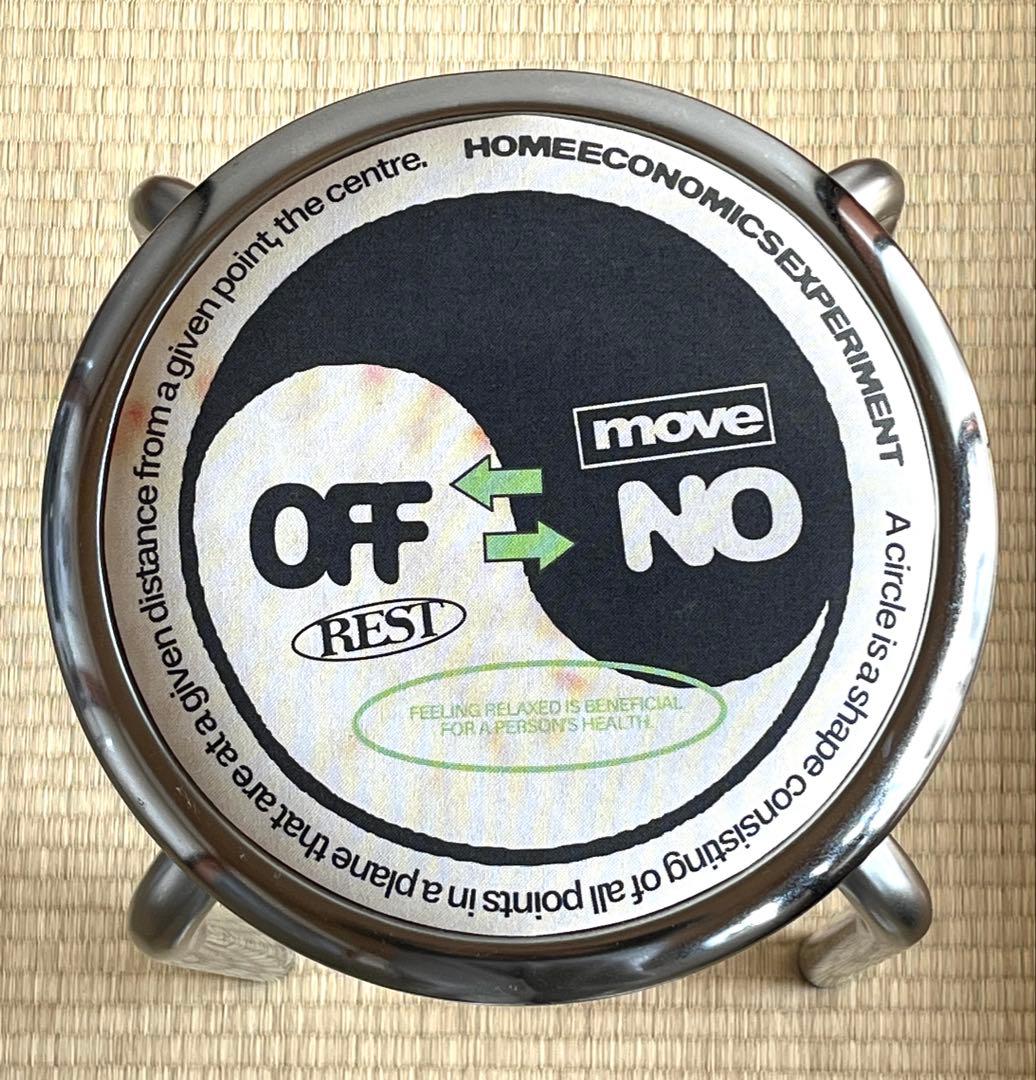 HOMEECONOMICSEXPERIMENT
A circle is a shape consisting of all points in a plane that are at a given distance from a given point, the centre.
move
OFF
NO
REST
FEELING RELAXED IS BENEFICIAL
FOR A PERSON'S HEALTH.